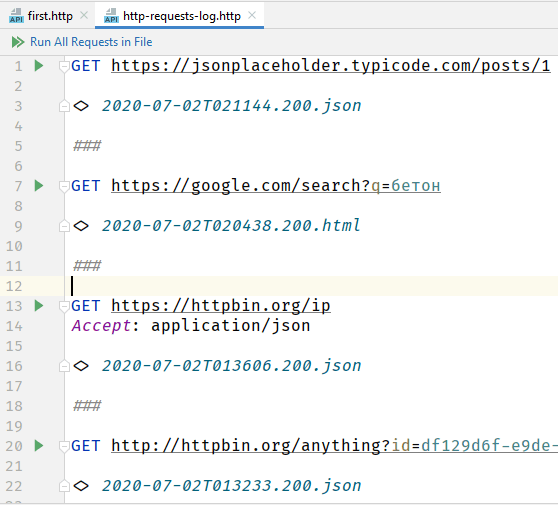 first.http http-requests-log.http
Run All Requests in File
1 GET https://jsonplaceholder.typicode.com/posts/1
2
3 <> 2020-07-02T021144.200.json
4
5 ###
6
7 GET https://google.com/search?q=бетон
8
9 <> 2020-07-02T020438.200.html
10
11 ###
12
13 GET https://httpbin.org/ip
14 Accept: application/json
15
16 <> 2020-07-02T013606.200.json
17
18 ###
19
20 GET http://httpbin.org/anything?id=df129d6f-e9de-
21
22 <> 2020-07-02T013233.200.json